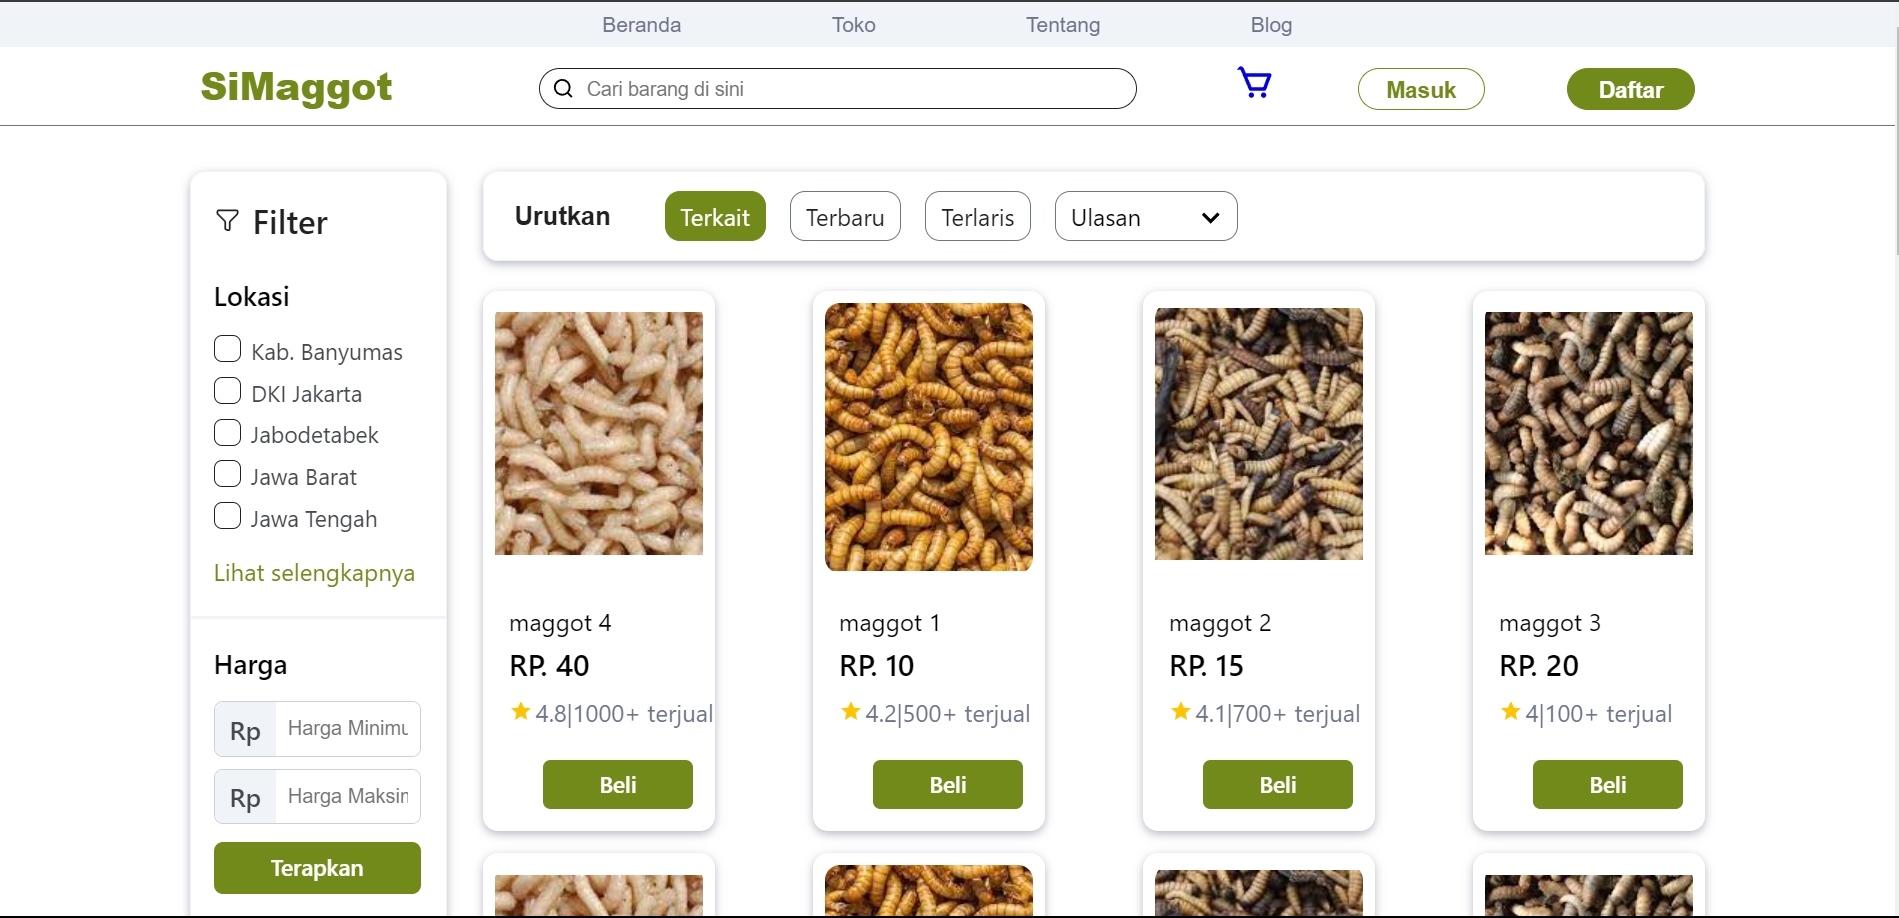 Beranda Toko Tentang Blog
SiMaggot
Cari barang di sini
Masuk
Daftar
Filter
Lokasi
Kab. Banyumas
DKI Jakarta
Jabodetabek
Jawa Barat
Jawa Tengah
Lihat selengkapnya
Harga
Rp Harga Minimu
Rp Harga Maksin
Terapkan
Urutkan Terkait Terbaru Terlaris Ulasan
maggot 4
RP. 40
4.8|1000+ terjual
Beli
maggot 1
RP. 10
4.2|500+ terjual
Beli
maggot 2
RP. 15
4.1|700+ terjual
Beli
maggot 3
RP. 20
4|100+ terjual
Beli